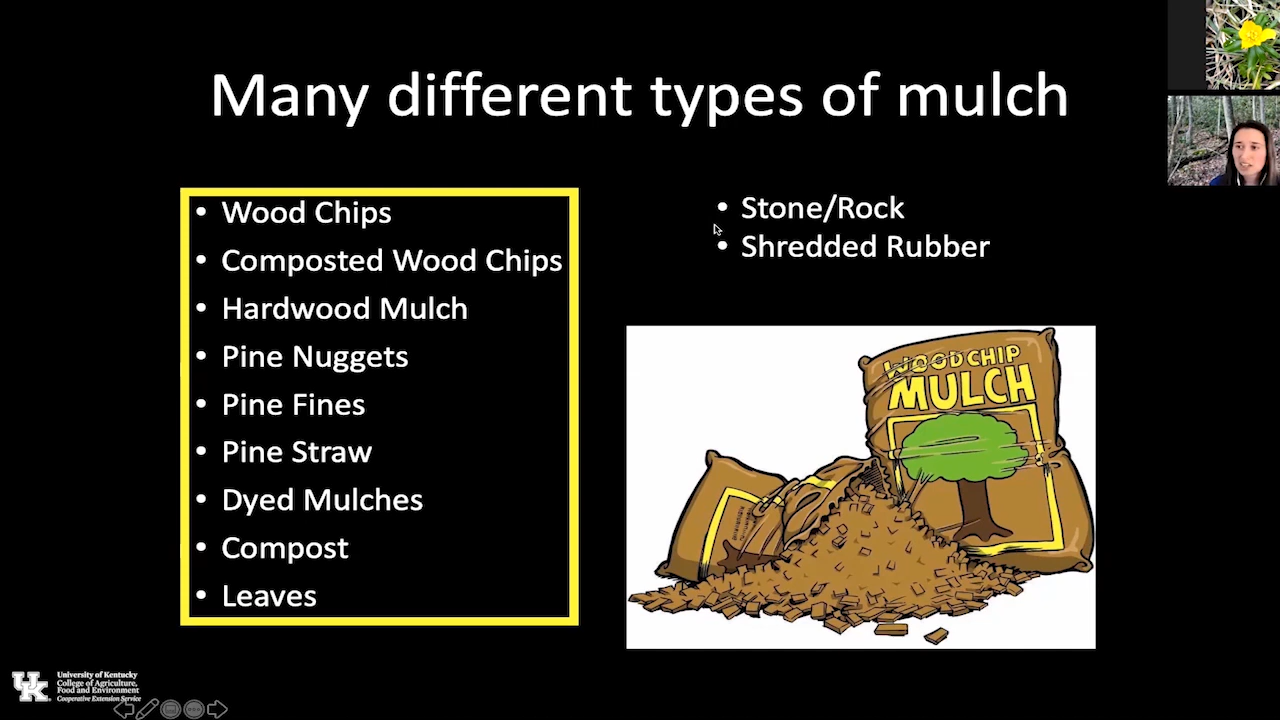 Many different types of mulch
• Wood Chips
• Composted Wood Chips
• Hardwood Mulch
• Pine Nuggets
• Pine Fines
• Pine Straw
• Dyed Mulches
• Compost
• Leaves
• Stone/Rock
• Shredded Rubber
WOODCHIP
MULCH
UK
University of Kentucky
College of Agriculture,
Food and Environment
Cooperative Extension Service